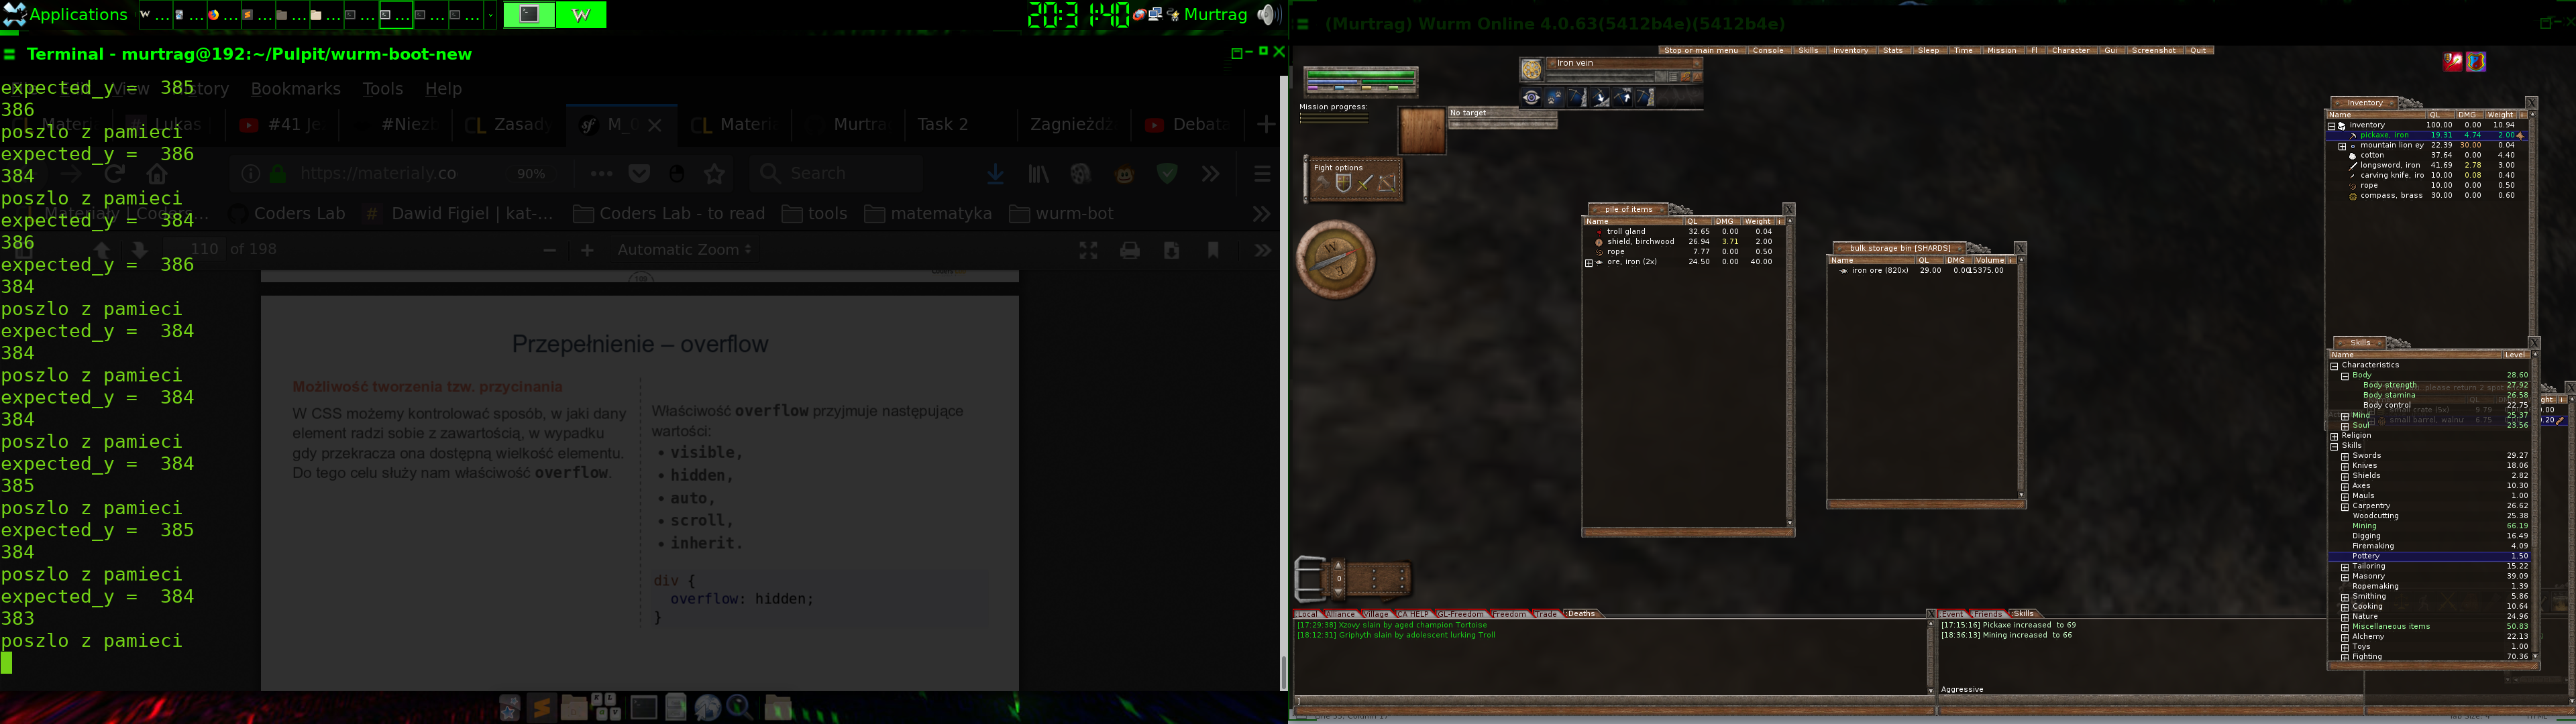 Applications
20:31:40
Murtrag
Terminal - murtrag@192:~/Pulpit/wurm-boot-new
View
Bookmarks
Tools
Help
#41
CL Zasady
M_0
CL Materi
Murtra
Task 2
Zagnieżdż
Debata
https://materialy.co
90%
Search
Coders Lab
Dawid Figiel | kat-...
Coders Lab - to read
tools
matematyka
wurm-bot
110 of 198
Automatic Zoom
expected_y = 385
386
poszlo z pamieci
expected_y = 386
384
poszlo z pamieci
expected_y = 384
386
expected_y = 386
384
poszlo z pamieci
expected_y = 384
384
poszlo z pamieci
expected_y = 384
384
poszlo z pamieci
expected_y = 384
385
poszlo z pamieci
expected_y = 385
384
poszlo z pamieci
expected_y = 384
383
poszlo z pamieci
Przepełnienie – overflow
Możliwość tworzenia tzw. przycinania
W CSS możemy kontrolować sposób, w jaki dany
element radzi sobie z zawartością, w wypadku
gdy przekracza ona dostępną wielkość elementu.
Do tego celu służy nam właściwość overflow.
Właściwość overflow przyjmuje następujące
wartości:
• visible,
• hidden,
• auto,
• scroll,
• inherit.
div {
overflow: hidden;
}
(Murtrag) Wurm Online 4.0.63(5412b4e)(5412b4e)
Stop or main menu Console Skills Inventory Stats Sleep Time Mission Fl Character Gui Screenshot Quit
Iron vein
Mission progress:
No target
Fight options
pile of items
Name QL DMG Weight
troll gland 32.65 0.00 0.04
shield, birchwood 26.94 3.71 2.00
rope 7.77 0.00 0.50
ore, iron (2x) 24.50 0.00 40.00
bulk storage bin [SHARDS]
Name QL DMG Volume
iron ore (820x) 29.00 0.00 15375.00
Inventory
Name QL DMG Weight
inventory 100.00 0.00 10.94
pickaxe, iron 19.31 4.74 2.00
mountain lion ey 22.39 30.00 0.04
cotton 37.64 0.00 4.40
longsword, iron 41.69 2.78 3.00
carving knife, iro 10.00 0.08 0.40
rope 10.00 0.00 0.50
compass, brass 30.00 0.00 0.60
Skills
Name Level
Characteristics
Body 28.60
Body strength 27.92
Body stamina 26.58
Body control 22.75
Mind 25.37
Soul 23.56
Religion
Skills
Swords 29.27
Knives 18.06
Shields 2.82
Axes 10.30
Mauls 1.00
Carpentry 26.62
Woodcutting 25.38
Mining 66.19
Digging 16.49
Firemaking 4.09
Pottery 1.50
Tailoring 15.22
Masonry 39.09
Ropemaking 1.39
Smithing 5.86
Cooking 10.64
Nature 24.96
Miscellaneous items 50.83
Alchemy 22.13
Toys 1.00
Fighting 70.36
0
Local Alliance Village CA HELP GL-Freedom Freedom Trade Deaths
[17:29:38] Xzovy slain by aged champion Tortoise
[18:12:31] Griphyth slain by adolescent lurking Troll
Event Friends Skills
[17:15:16] Pickaxe increased to 69
[18:36:13] Mining increased to 66
Aggressive